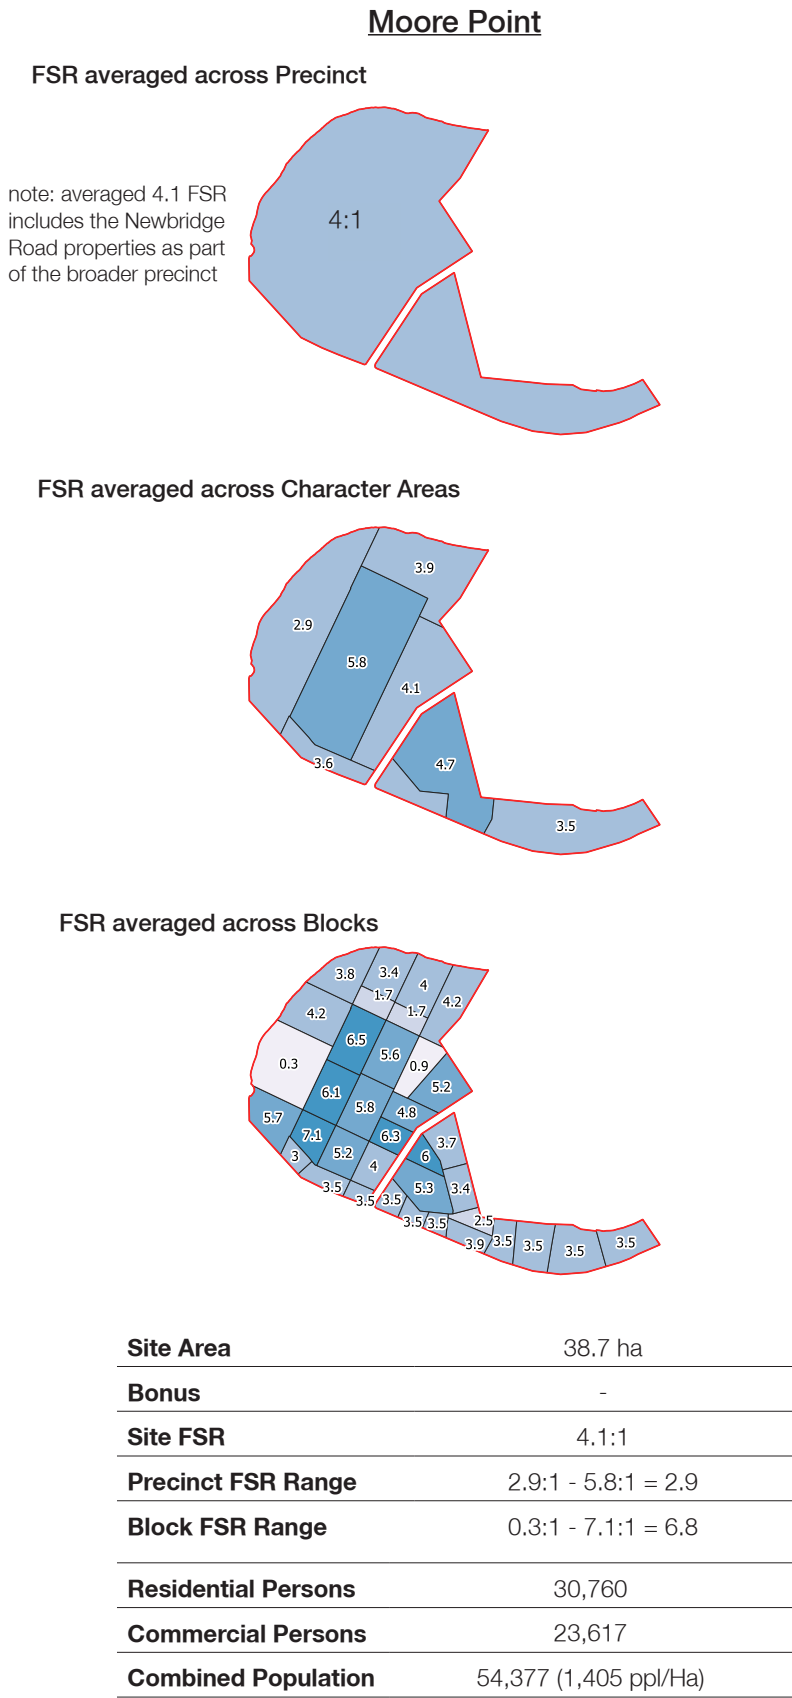 Moore Point
FSR averaged across Precinct
note: averaged 4.1 FSR
includes the Newbridge
Road properties as part
of the broader precinct
4:1
FSR averaged across Character Areas
3.9
2.9
5.8
4.1
3.6
4.7
3.5
FSR averaged across Blocks
3.8
3.4
4
1.7
1.7
4.2
4.2
6.5
5.6
0.3
0.9
5.2
6.1
5.8
4.8
5.7
7.1
6.3
3.7
3
5.2
4
6
3.5
5.3
3.4
3.5
3.5
3.5
3.5
2.5
3.9
3.5
3.5
3.5
3.5
Site Area 38.7 ha
Bonus -
Site FSR 4.1:1
Precinct FSR Range 2.9:1 - 5.8:1 = 2.9
Block FSR Range 0.3:1 - 7.1:1 = 6.8
Residential Persons 30,760
Commercial Persons 23,617
Combined Population 54,377 (1,405 ppl/Ha)